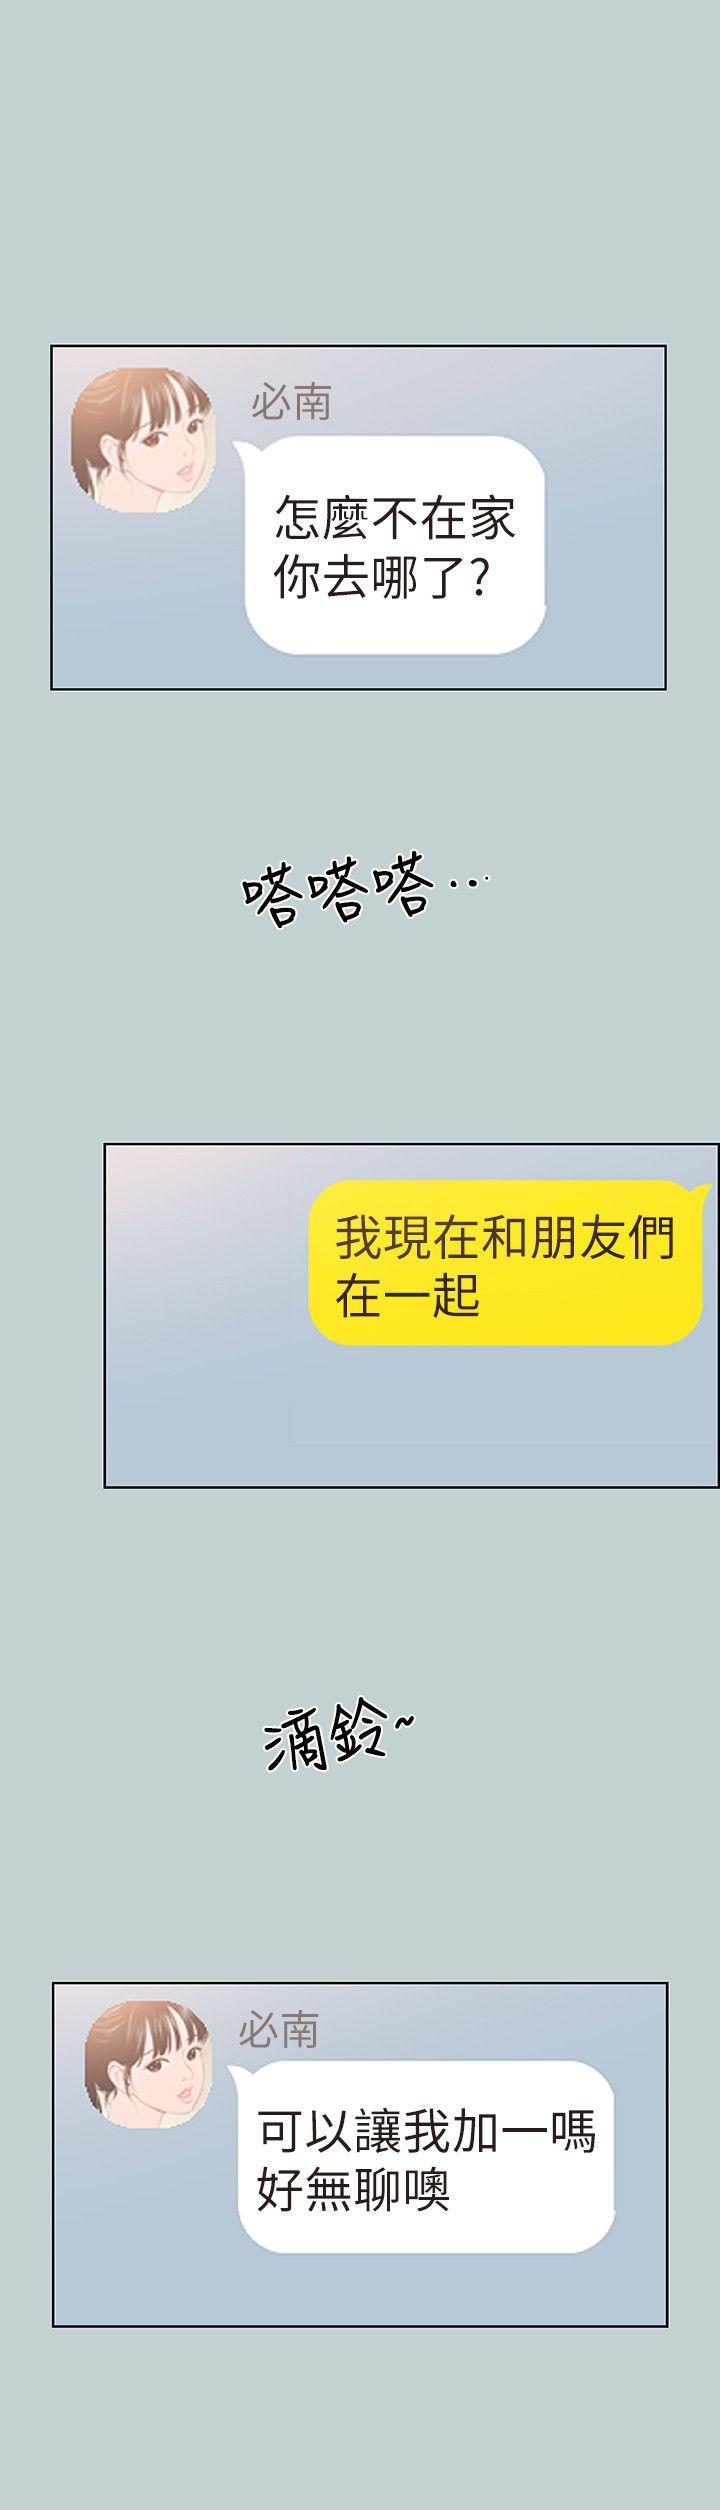 必南
怎麼不在家
你去哪了?
嗒嗒嗒...
我現在和朋友們
在一起
滴鈴~
必南
可以讓我加一嗎
好無聊噢